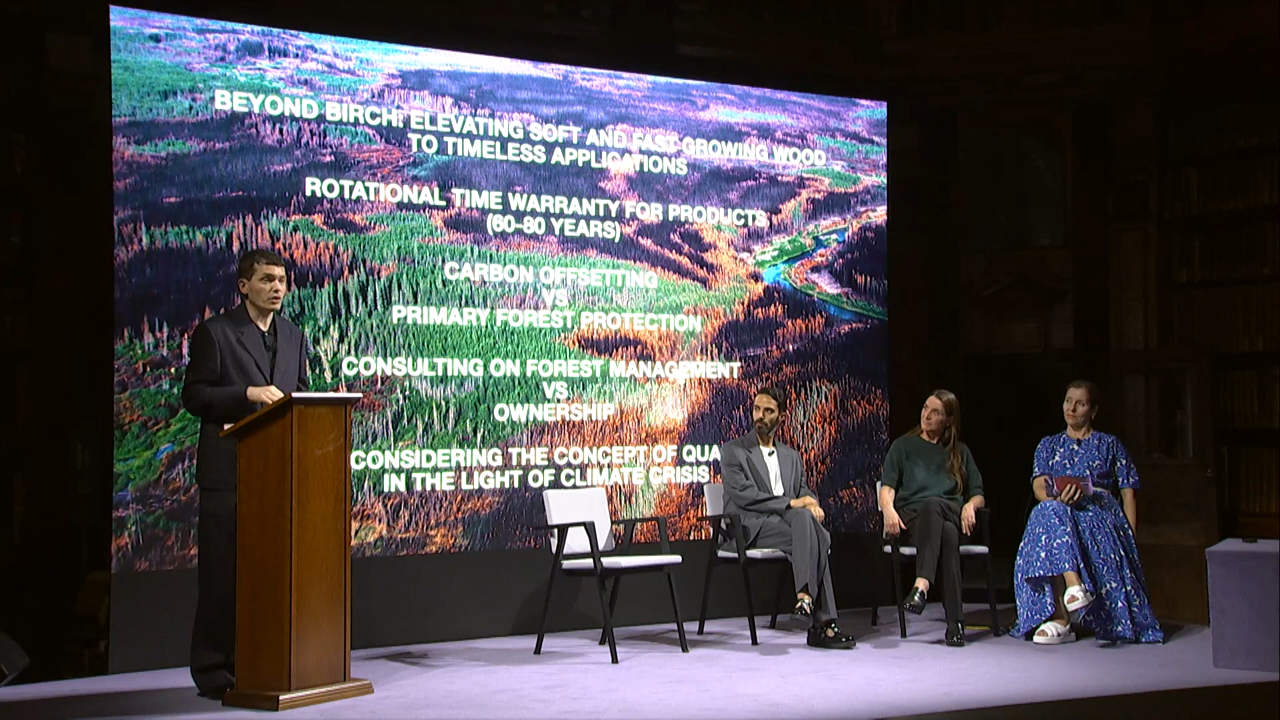 BEYOND BIRCH: ELEVATING SOFT AND FAST GROWING WOOD
TO TIMELESS APPLICATIONS
ROTATIONAL TIME WARRANTY FOR PRODUCTS
(60-80 YEARS)
CARBON OFFSETTING
VS
PRIMARY FOREST PROTECTION
CONSULTING ON FOREST MANAGEMENT
VS
OWNERSHIP
CONSIDERING THE CONCEPT OF
IN THE LIGHT OF CLIMATE CRISIS